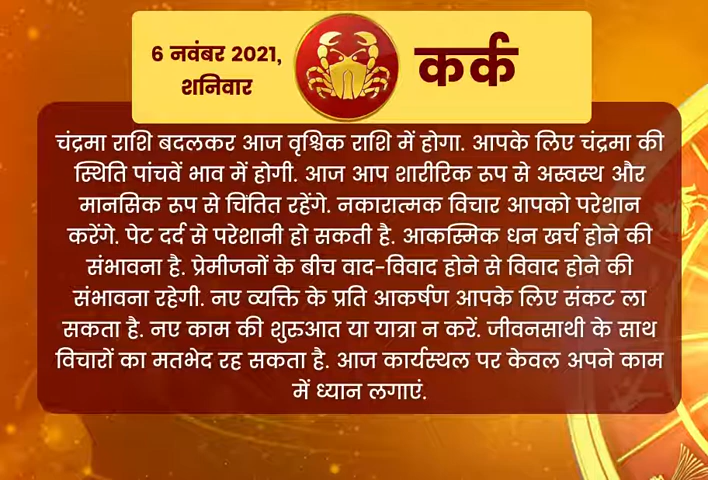 6 नवंबर 2021,
शनिवार
कर्क
चंद्रमा राशि बदलकर आज वृश्चिक राशि में होगा. आपके लिए चंद्रमा की
स्थिति पांचवें भाव में होगी. आज आप शारीरिक रूप से अस्वस्थ और
मानसिक रूप से चिंतित रहेंगे. नकारात्मक विचार आपको परेशान
करेंगे. पेट दर्द से परेशानी हो सकती है. आकस्मिक धन खर्च होने की
संभावना है. प्रेमीजनों के बीच वाद-विवाद होने से विवाद होने की
संभावना रहेगी. नए व्यक्ति के प्रति आकर्षण आपके लिए संकट ला
सकता है. नए काम की शुरुआत या यात्रा न करें. जीवनसाथी के साथ
विचारों का मतभेद रह सकता है. आज कार्यस्थल पर केवल अपने काम
में ध्यान लगाएं.